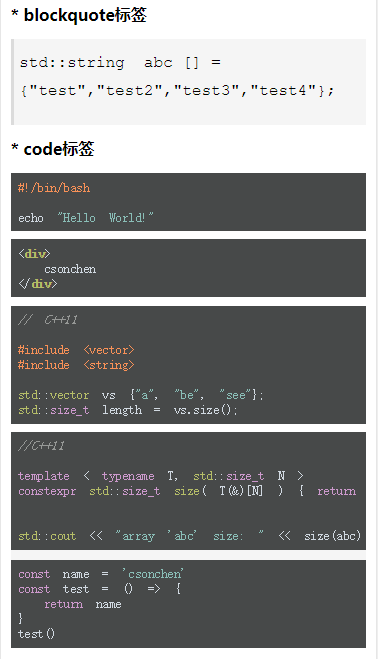 * blockquote标签
std::string abc [] =
{"test","test2","test3","test4"};
* code标签
#!/bin/bash
echo "Hello World!"
<div>
csonchen
</div>
// C++11
#include <vector>
#include <string>
std::vector vs {"a", "be", "see"};
std::size_t length = vs.size();
//C++11
template < typename T, std::size_t N >
constexpr std::size_t size( T(&)[N] ) { return
std::cout << "array 'abc' size: " << size(abc)
const name = 'csonchen'
const test = () => {
return name
}
test()